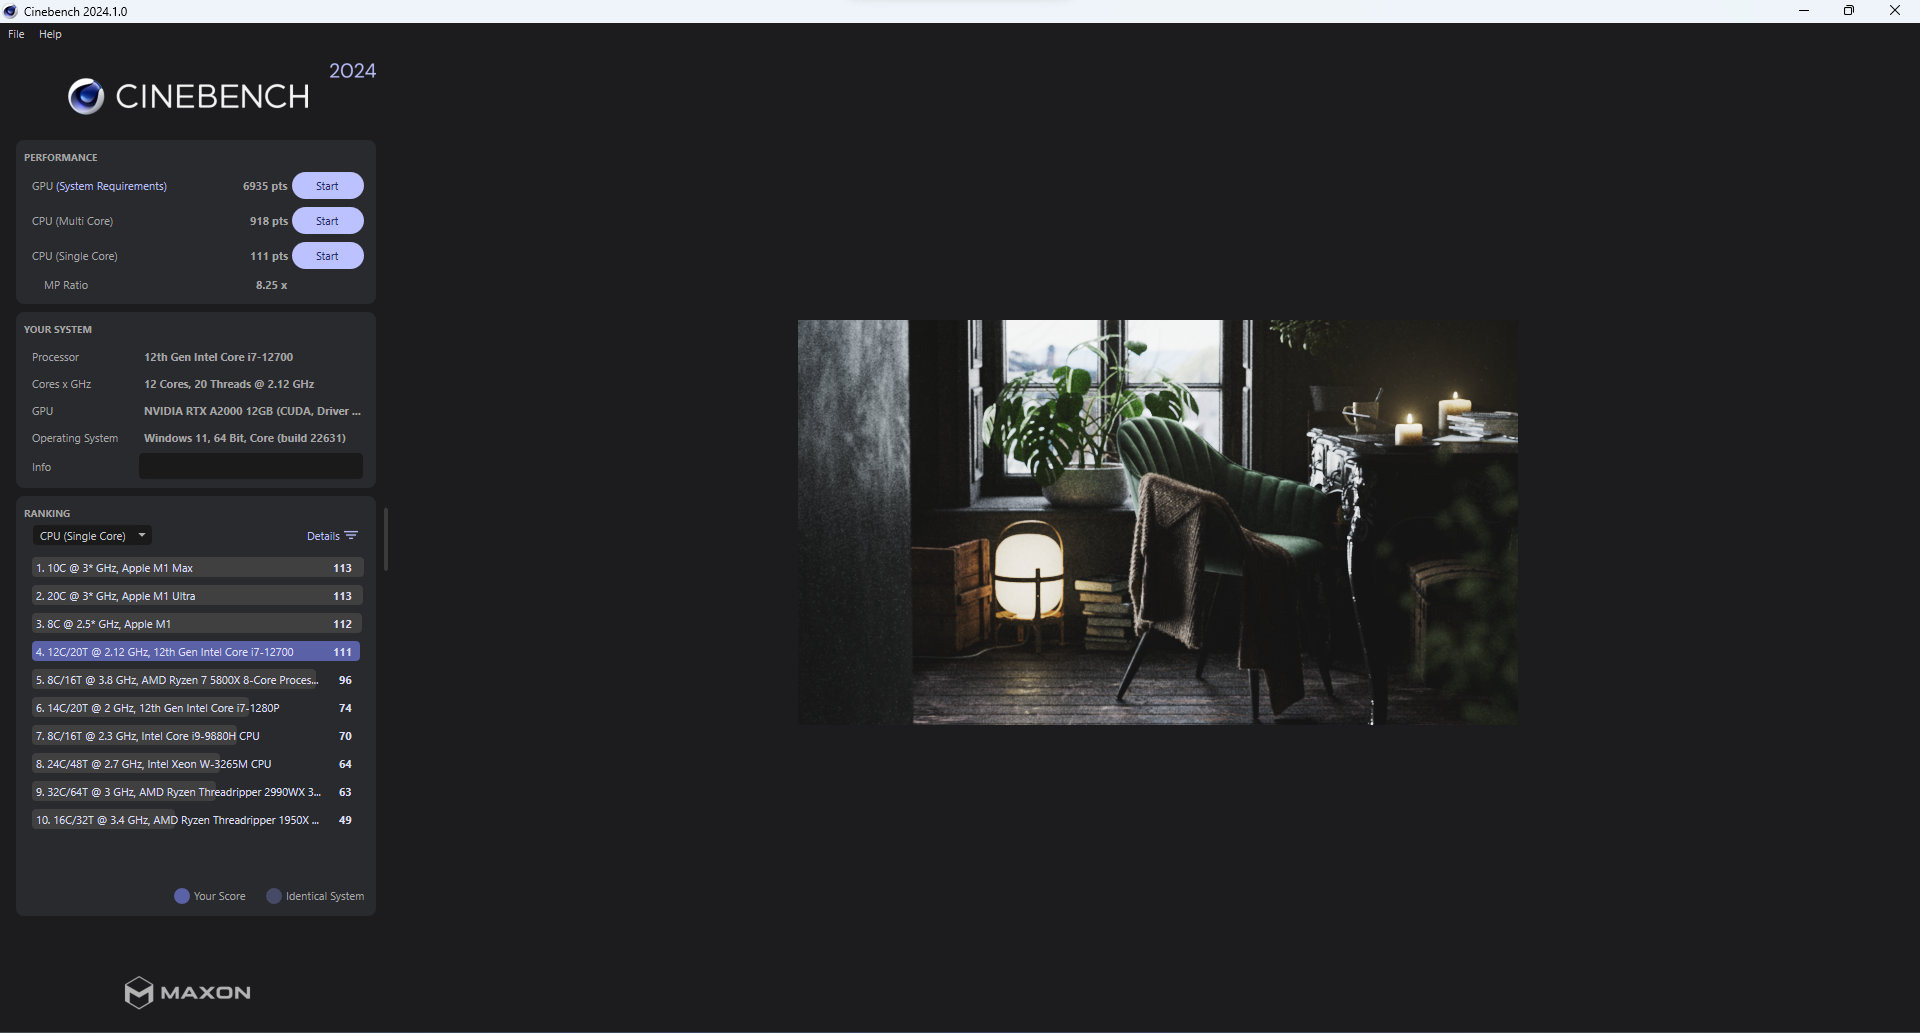 Cinebench 2024.1.0
File Help
CINEBENCH 2024
PERFORMANCE
GPU (System Requirements) 6935 pts Start
CPU (Multi Core) 918 pts Start
CPU (Single Core) 111 pts Start
MP Ratio 8.25 x
YOUR SYSTEM
Processor 12th Gen Intel Core i7-12700
Cores x GHz 12 Cores, 20 Threads @ 2.12 GHz
GPU NVIDIA RTX A2000 12GB (CUDA, Driver ...
Operating System Windows 11, 64 Bit, Core (build 22631)
Info
RANKING
CPU (Single Core) Details
1. 10C @ 3* GHz, Apple M1 Max 113
2. 20C @ 3* GHz, Apple M1 Ultra 113
3. 8C @ 2.5* GHz, Apple M1 112
4. 12C/20T @ 2.12 GHz, 12th Gen Intel Core i7-12700 111
5. 8C/16T @ 3.8 GHz, AMD Ryzen 7 5800X 8-Core Proces... 96
6. 14C/20T @ 2 GHz, 12th Gen Intel Core i7-1280P 74
7. 8C/16T @ 2.3 GHz, Intel Core i9-9880H CPU 70
8. 24C/48T @ 2.7 GHz, Intel Xeon W-3265M CPU 64
9. 32C/64T @ 3 GHz, AMD Ryzen Threadripper 2990WX 3... 63
10. 16C/32T @ 3.4 GHz, AMD Ryzen Threadripper 1950X ... 49
Your Score Identical System
MAXON